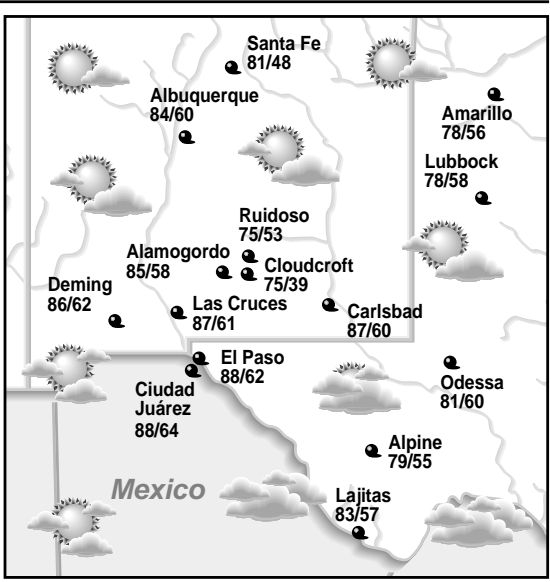 Santa Fe
81/48
Albuquerque
84/60
Amarillo
78/56
Lubbock
78/58
Ruidoso
75/53
Alamogordo
85/58
Cloudcroft
75/39
Deming
86/62
Las Cruces
87/61
Carlsbad
87/60
El Paso
88/62
Ciudad
Juárez
88/64
Odessa
81/60
Alpine
79/55
Mexico
Lajitas
83/57